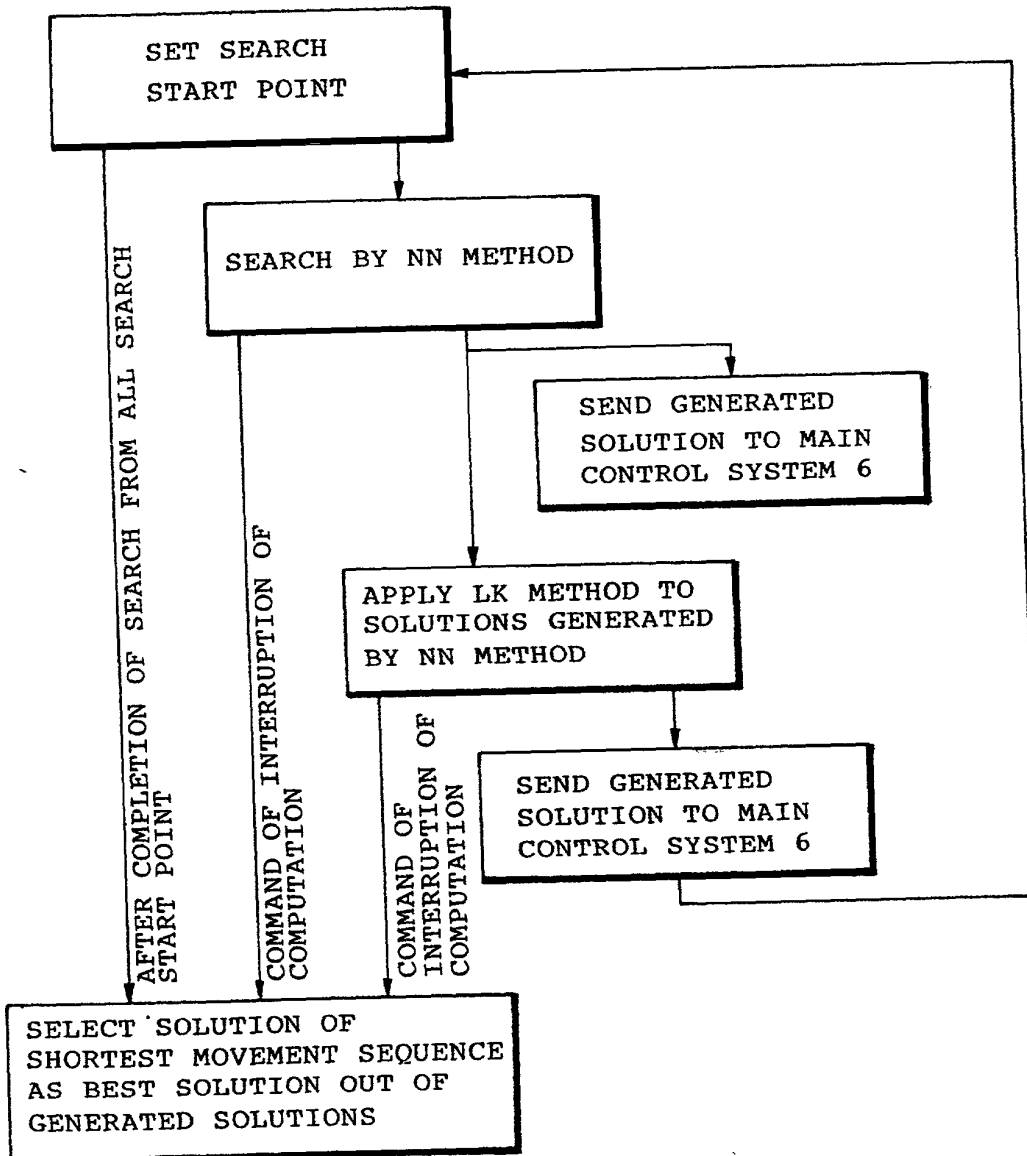 SET SEARCH
START POINT
SEARCH BY NN METHOD
SEND GENERATED
SOLUTION TO MAIN
CONTROL SYSTEM 6
APPLY LK METHOD TO
SOLUTIONS GENERATED
BY NN METHOD
SEND GENERATED
SOLUTION TO MAIN
CONTROL SYSTEM 6
AFTER COMPLETION OF SEARCH FROM ALL SEARCH
START POINT
COMMAND OF INTERRUPTION OF
COMPUTATION
COMMAND OF
INTERRUPTION OF
COMPUTATION
SELECT SOLUTION OF
SHORTEST MOVEMENT SEQUENCE
AS BEST SOLUTION OUT OF
GENERATED SOLUTIONS